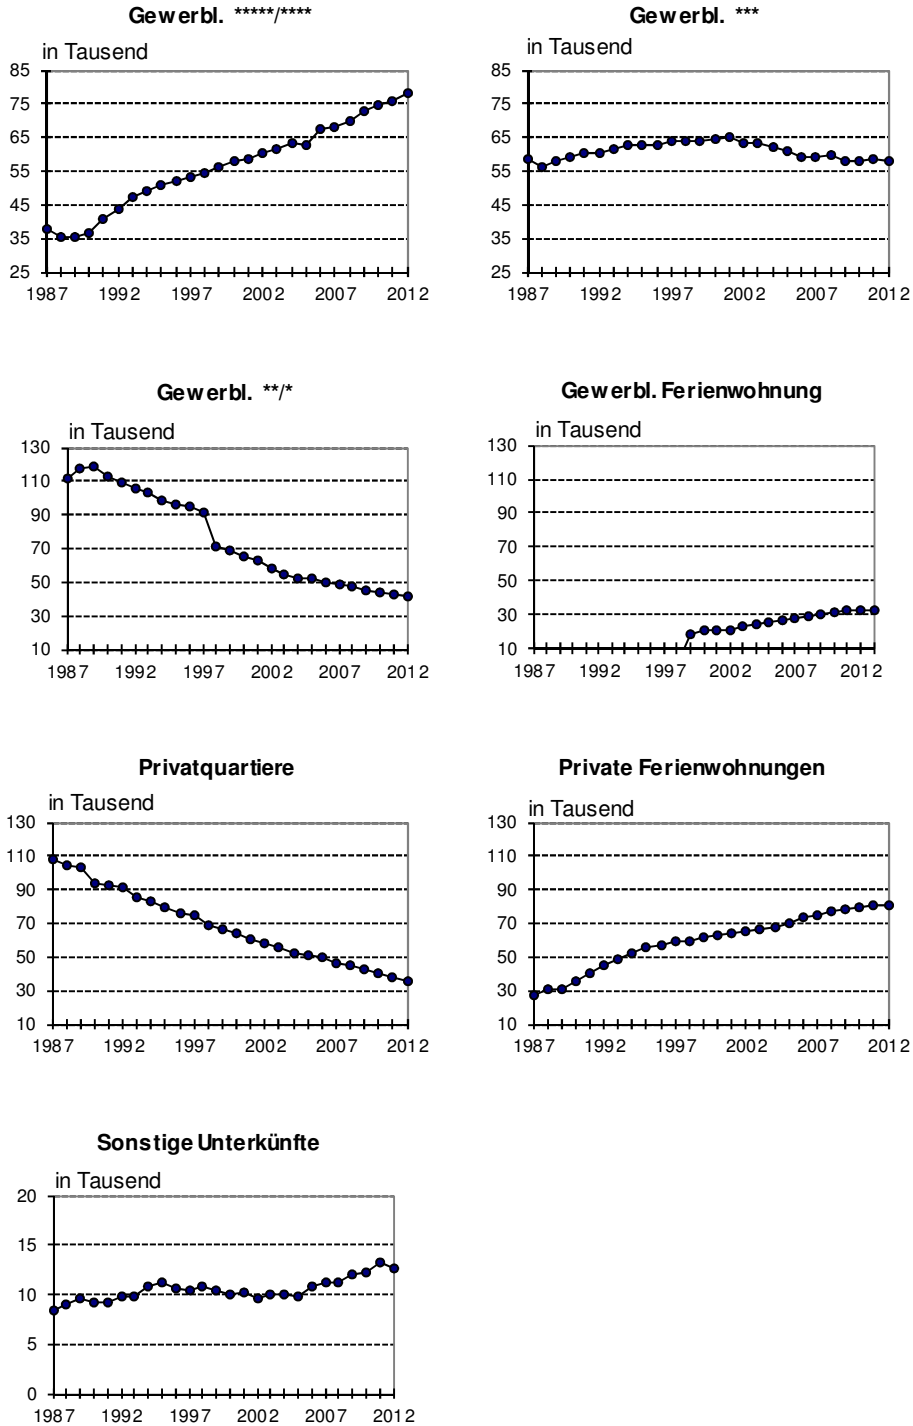 Gewerbl. *****/****
in Tausend
85
75
65
55
45
35
25
1987 1992 1997 2002 2007 2012
Gewerbl. ***
in Tausend
85
75
65
55
45
35
25
1987 1992 1997 2002 2007 2012
Gewerbl. **/*
in Tausend
130
110
90
70
50
30
10
1987 1992 1997 2002 2007 2012
Gewerbl. Ferienwohnung
in Tausend
130
110
90
70
50
30
10
1987 1992 1997 2002 2007 2012
Privatquartiere
in Tausend
130
110
90
70
50
30
10
1987 1992 1997 2002 2007 2012
Private Ferienwohnungen
in Tausend
130
110
90
70
50
30
10
1987 1992 1997 2002 2007 2012
Sonstige Unterkünfte
in Tausend
20
15
10
5
0
1987 1992 1997 2002 2007 2012